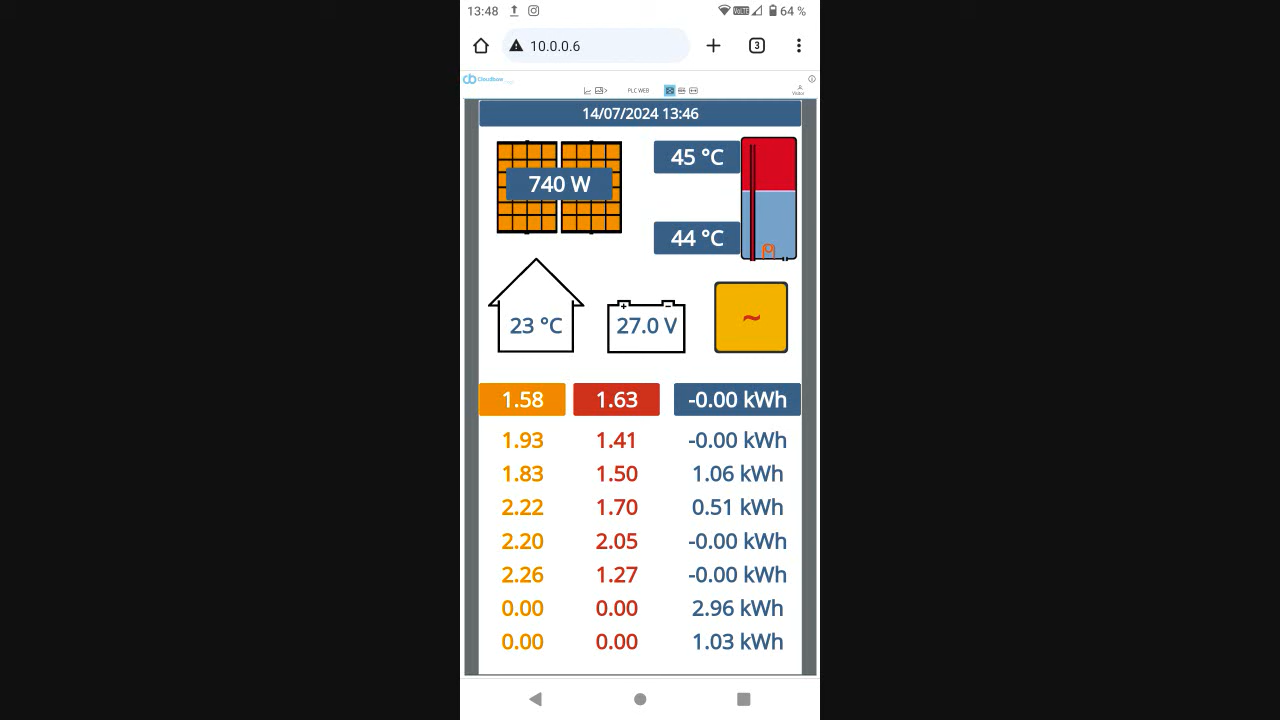 13:48 64 %
10.0.0.6 3
Cloudbase
PLC WEB
Visitor
14/07/2024 13:46
740 W 45 °C
44 °C
23 °C + - 27.0 V ~
1.58 1.63 -0.00 kWh
1.93 1.41 -0.00 kWh
1.83 1.50 1.06 kWh
2.22 1.70 0.51 kWh
2.20 2.05 -0.00 kWh
2.26 1.27 -0.00 kWh
0.00 0.00 2.96 kWh
0.00 0.00 1.03 kWh